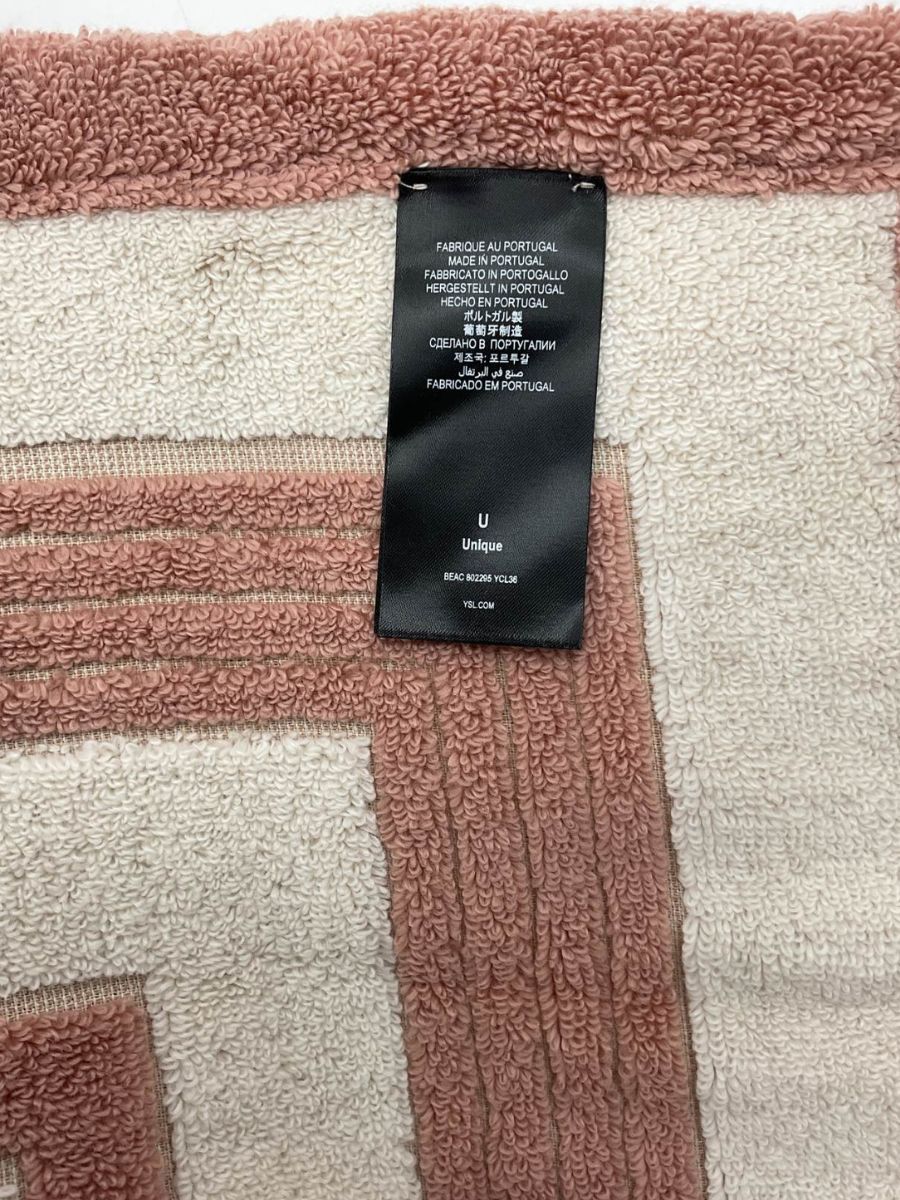 FABRIQUE AU PORTUGAL
MADE IN PORTUGAL
FABBRICATO IN PORTOGALLO
HERGESTELLT IN PORTUGAL
HECHO EN PORTUGAL
ポルトガル製
葡萄牙制造
СДЕЛАНО В ПОРТУГАЛИИ
제조국: 포르투갈
صنع في البرتغال
FABRICADO EM PORTUGAL
U
Unique
BEAC 802295 YCL36
YSL.COM